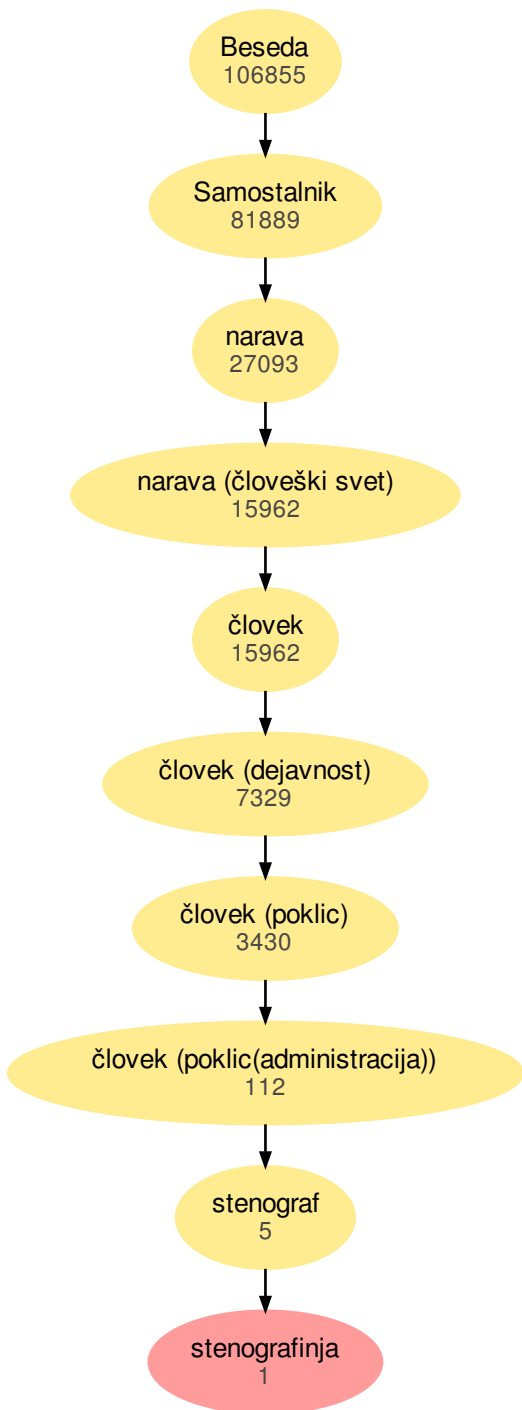 Beseda
106855
Samostalnik
81889
narava
27093
narava (človeški svet)
15962
človek
15962
človek (dejavnost)
7329
človek (poklic)
3430
človek (poklic(administracija))
112
stenograf
5
stenografinja
1